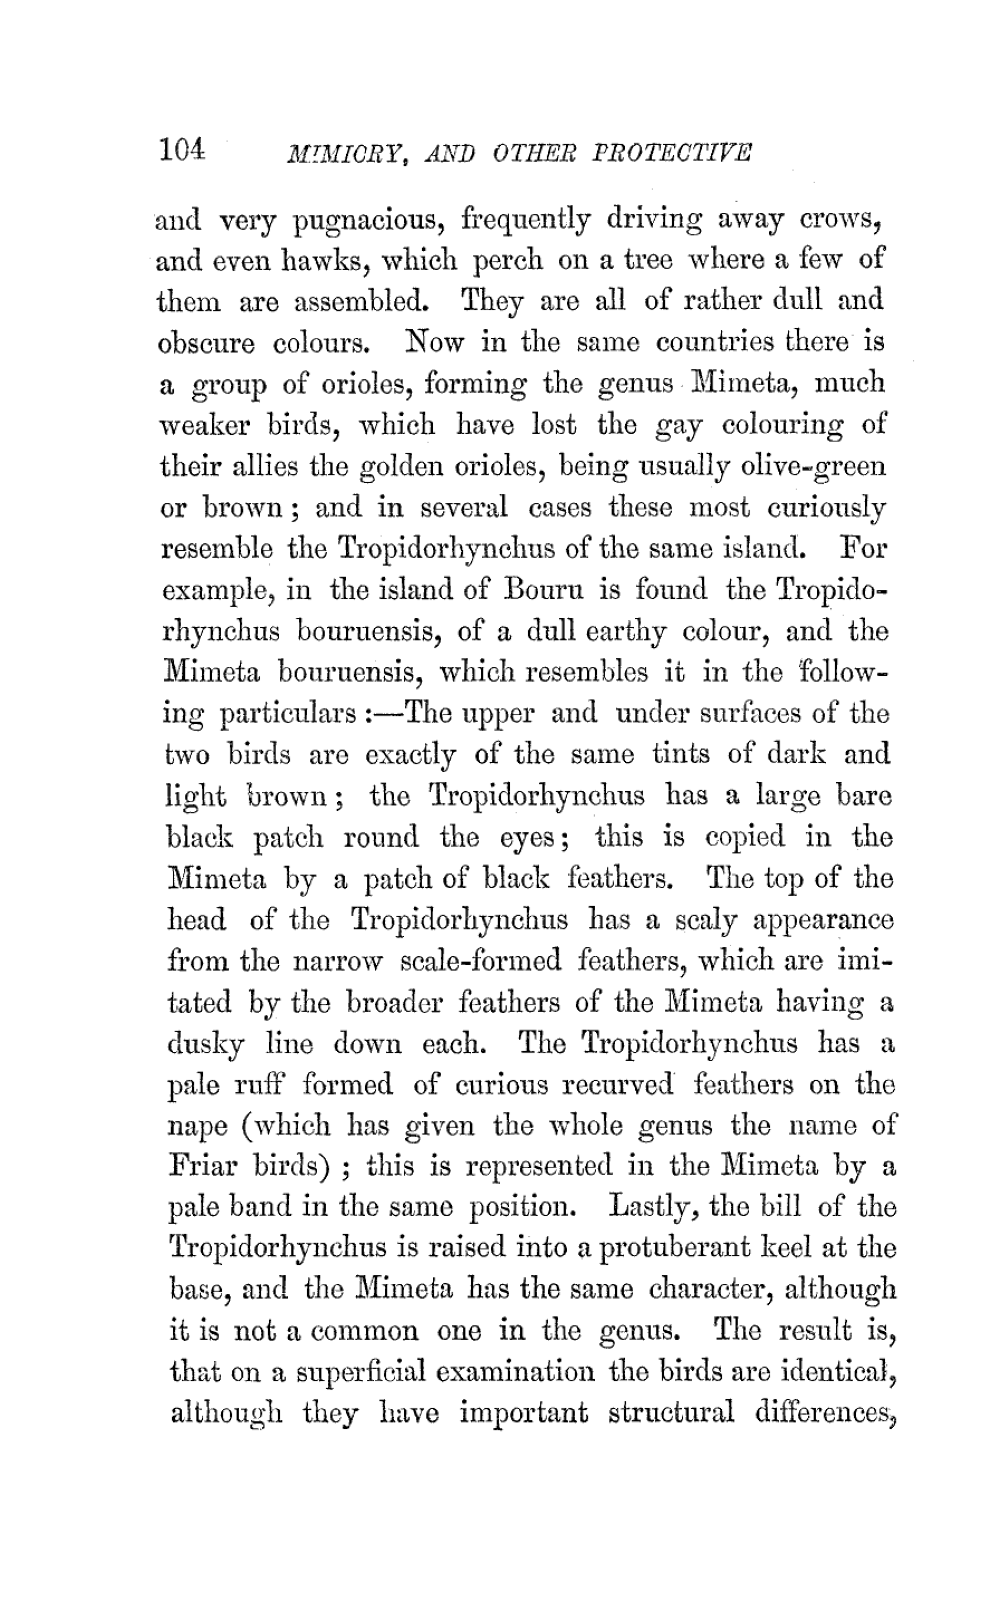 104 MIMICRY, AND OTHER PROTECTIVE
and very pugnacious, frequently driving away crows,
and even hawks, which perch on a tree where a few of
them are assembled. They are all of rather dull and
obscure colours. Now in the same countries there is
a group of orioles, forming the genus Mimeta, much
weaker birds, which have lost the gay colouring of
their allies the golden orioles, being usually olive-green
or brown; and in several cases these most curiously
resemble the Tropidorhynchus of the same island. For
example, in the island of Bouru is found the Tropido-
rhynchus bouruensis, of a dull earthy colour, and the
Mimeta bouruensis, which resembles it in the follow-
ing particulars:—The upper and under surfaces of the
two birds are exactly of the same tints of dark and
light brown; the Tropidorhynchus has a large bare
black patch round the eyes; this is copied in the
Mimeta by a patch of black feathers. The top of the
head of the Tropidorhynchus has a scaly appearance
from the narrow scale-formed feathers, which are imi-
tated by the broader feathers of the Mimeta having a
dusky line down each. The Tropidorhynchus has a
pale ruff formed of curious recurved feathers on the
nape (which has given the whole genus the name of
Friar birds); this is represented in the Mimeta by a
pale band in the same position. Lastly, the bill of the
Tropidorhynchus is raised into a protuberant keel at the
base, and the Mimeta has the same character, although
it is not a common one in the genus. The result is,
that on a superficial examination the birds are identical,
although they have important structural differences,